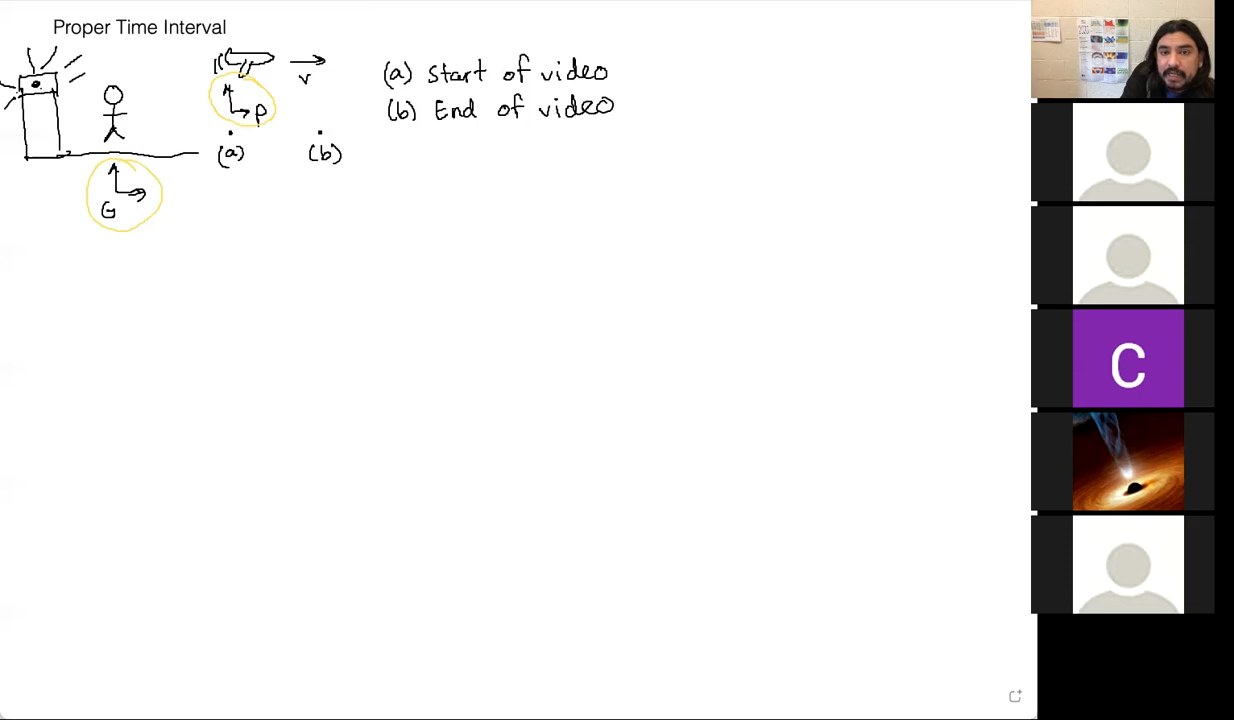 Proper Time Interval
v
P
(a) Start of video
(b) End of video
(a) (b)
G
C